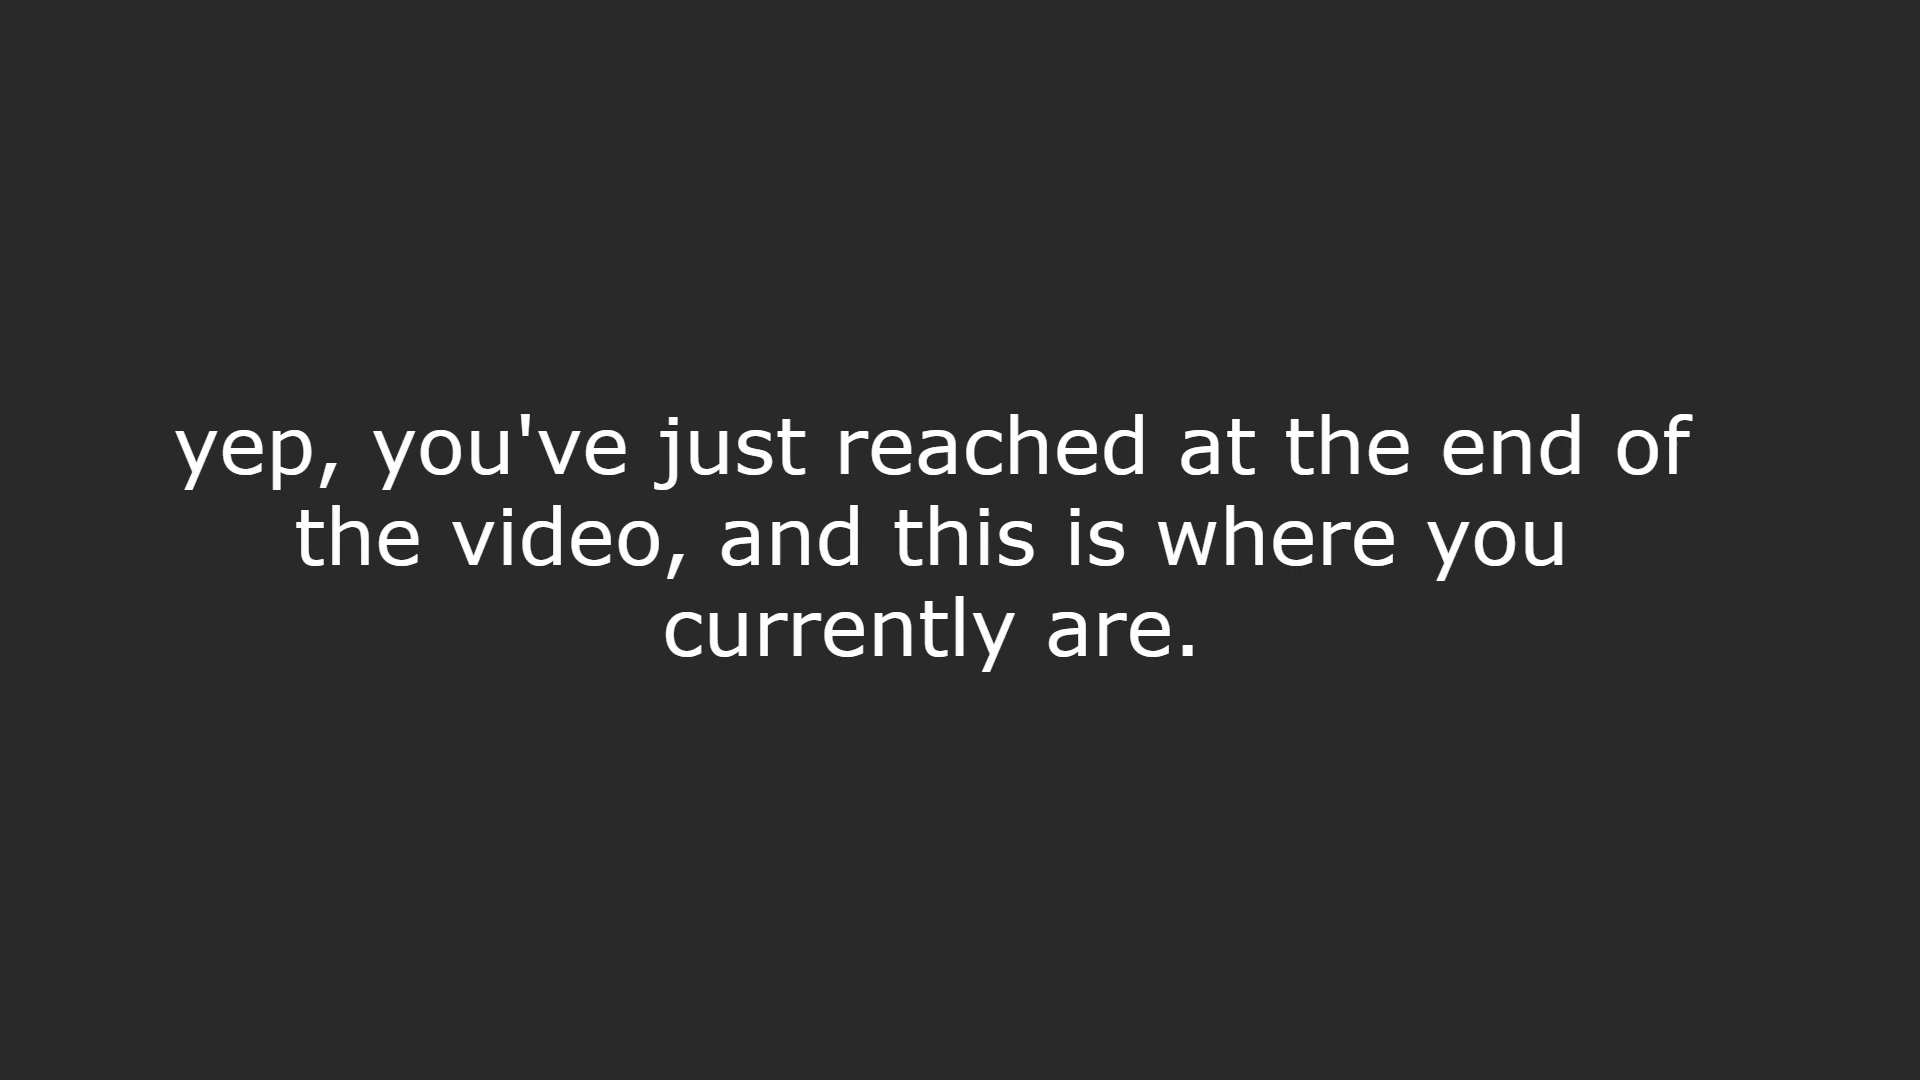 yep, you've just reached at the end of
the video, and this is where you
currently are.